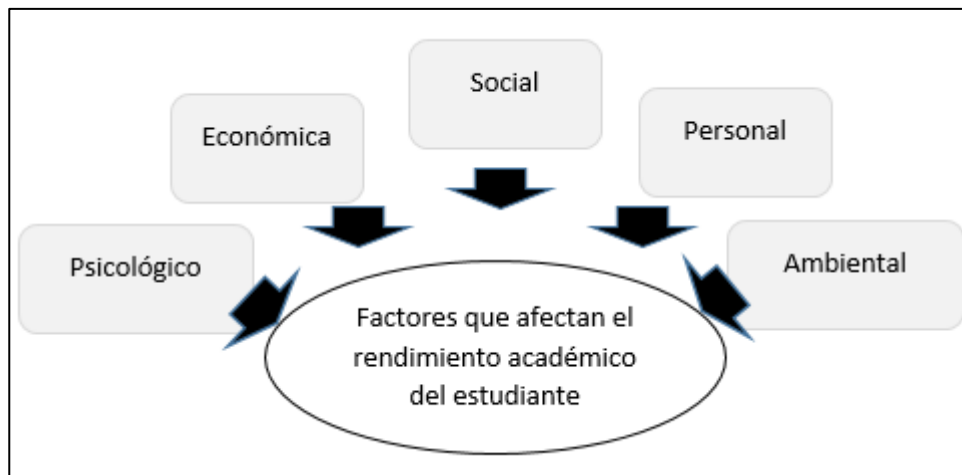 Social
Económica
Personal
Psicológico
Ambiental
Factores que afectan el
rendimiento académico
del estudiante